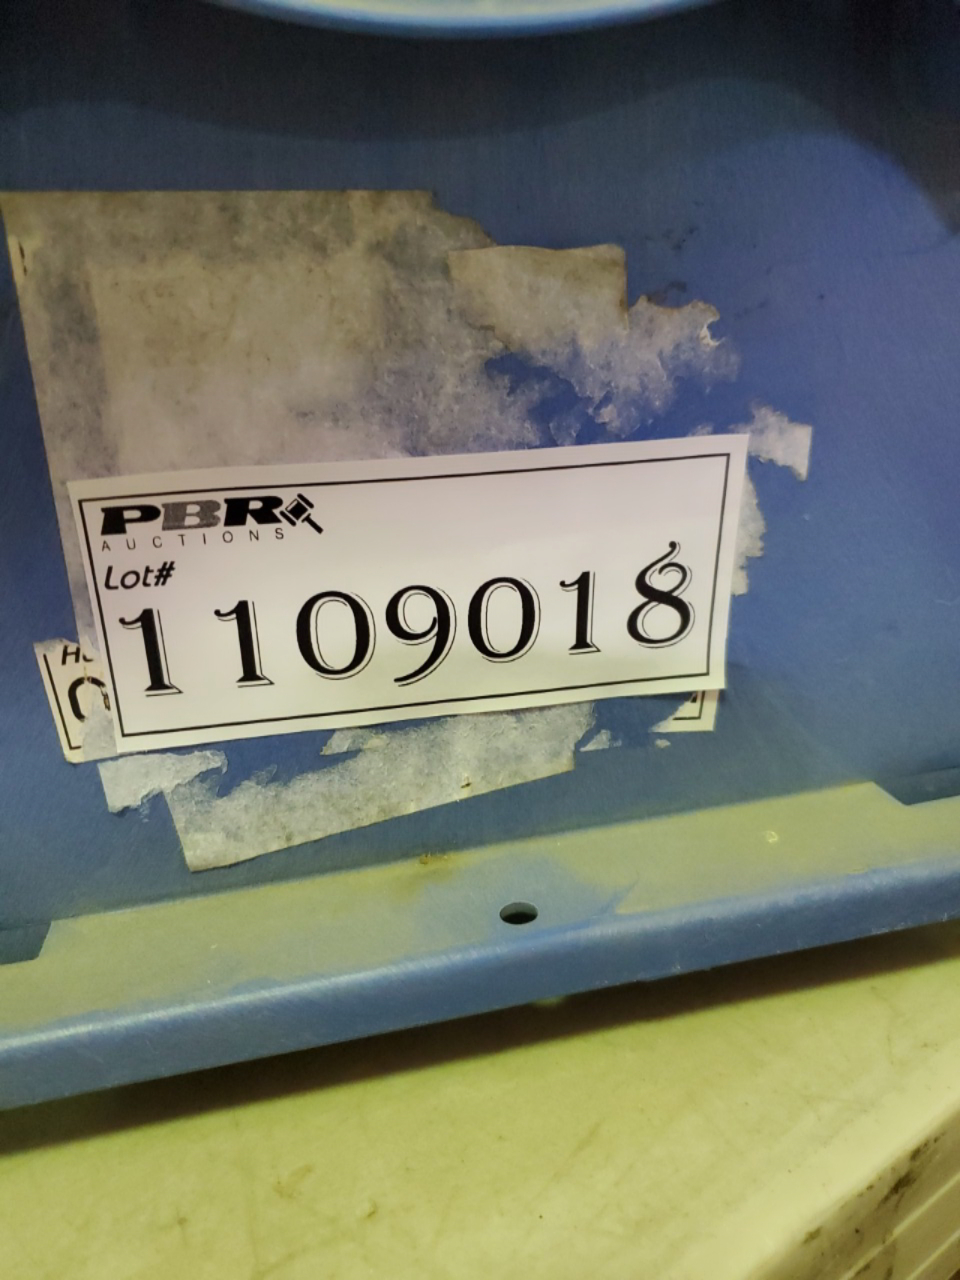 PBR
AUCTIONS
Lot#
1109018